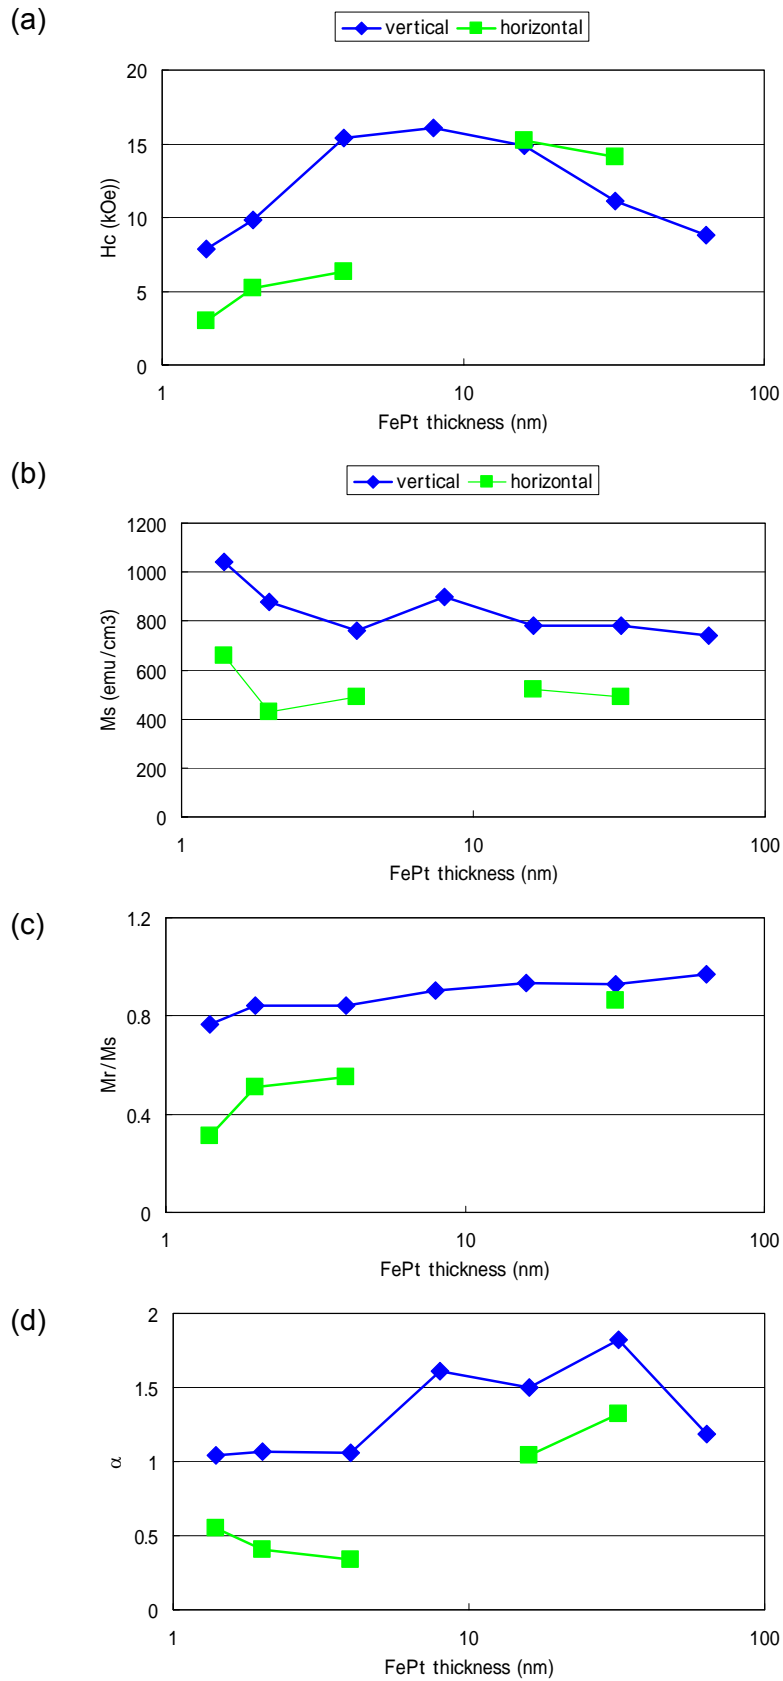 (a)
vertical horizontal
20
15
10
5
0
Hc (kOe))
1 10 100
FePt thickness (nm)
(b)
vertical horizontal
1200
1000
800
600
400
200
0
Ms (emu/cm3)
1 10 100
FePt thickness (nm)
(c)
1.2
0.8
0.4
0
Mr/Ms
1 10 100
FePt thickness (nm)
(d)
2
1.5
1
0.5
0
α
1 10 100
FePt thickness (nm)